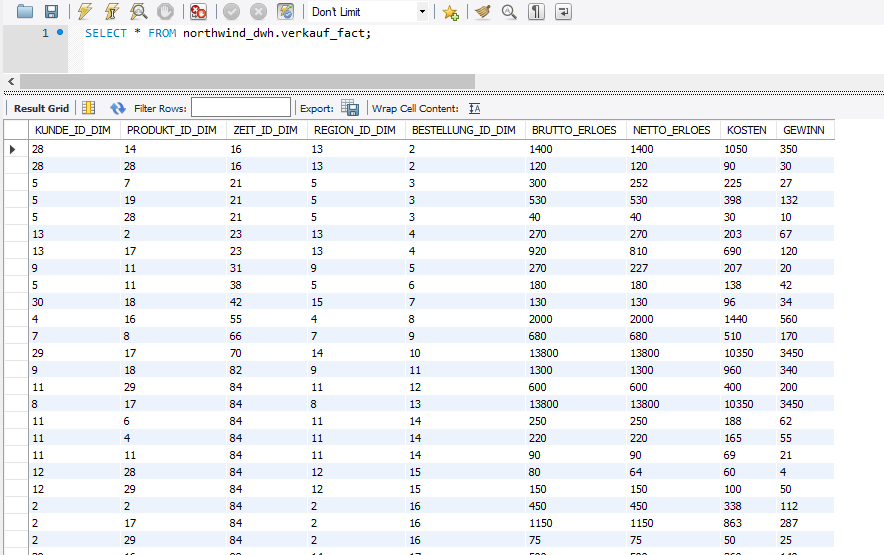 Don't Limit
1 SELECT * FROM northwind_dwh.verkauf_fact;
Result Grid Filter Rows: Export: Wrap Cell Content:
KUNDE_ID_DIM PRODUKT_ID_DIM ZEIT_ID_DIM REGION_ID_DIM BESTELLUNG_ID_DIM BRUTTO_ERLOES NETTO_ERLOES KOSTEN GEWINN
28 14 16 13 2 1400 1400 1050 350
28 28 16 13 2 120 120 90 30
5 7 21 5 3 300 252 225 27
5 19 21 5 3 530 530 398 132
5 28 21 5 3 40 40 30 10
13 2 23 13 4 270 270 203 67
13 17 23 13 4 920 810 690 120
9 11 31 9 5 270 227 207 20
5 11 38 5 6 180 180 138 42
30 18 42 15 7 130 130 96 34
4 16 55 4 8 2000 2000 1440 560
7 8 66 7 9 680 680 510 170
29 17 70 14 10 13800 13800 10350 3450
9 18 82 9 11 1300 1300 960 340
11 29 84 11 12 600 600 400 200
8 17 84 8 13 13800 13800 10350 3450
11 6 84 11 14 250 250 188 62
11 4 84 11 14 220 220 165 55
11 11 84 11 14 90 90 69 21
12 28 84 12 15 80 64 60 4
12 29 84 12 15 150 150 100 50
2 2 84 2 16 450 450 338 112
2 17 84 2 16 1150 1150 863 287
2 29 84 2 16 75 75 50 25